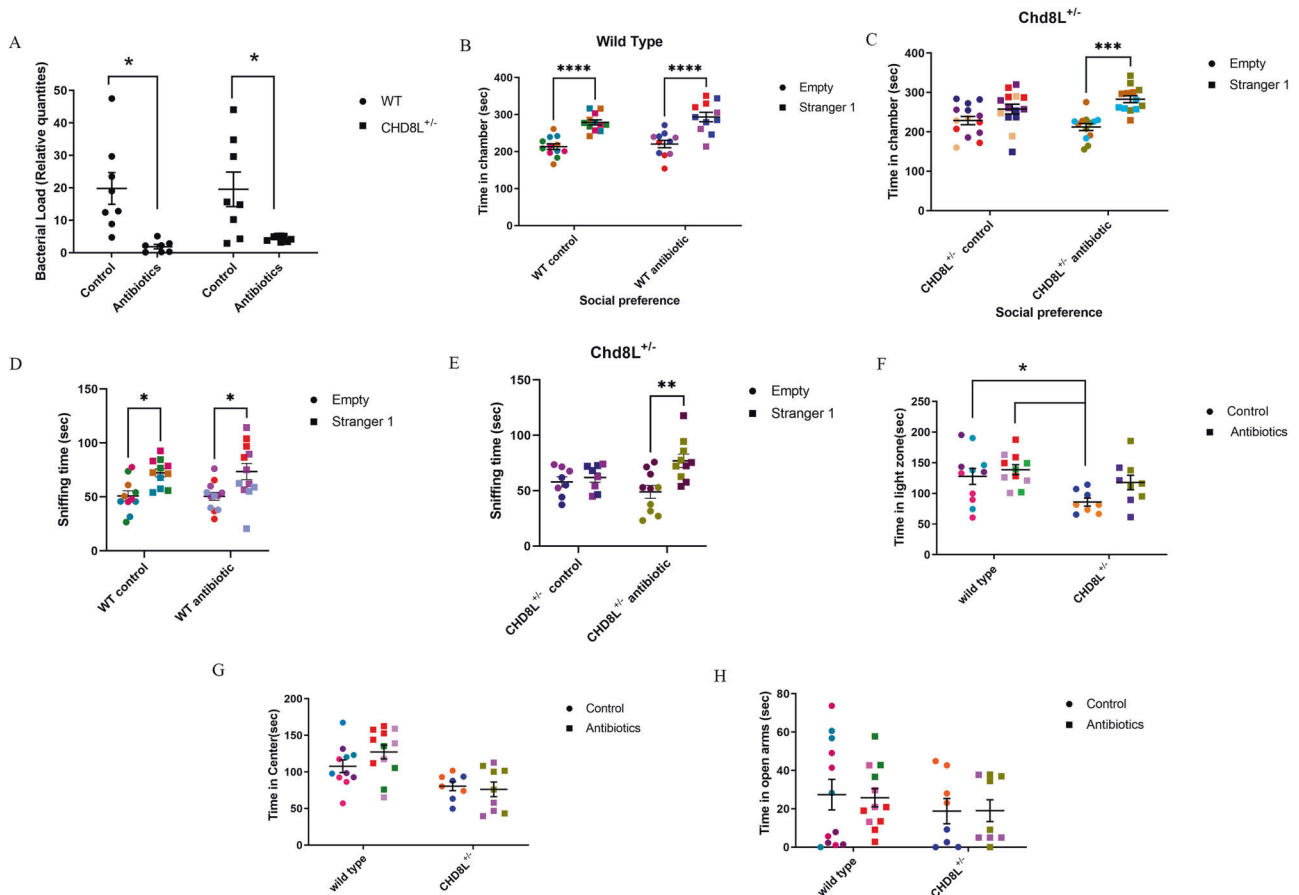 A
Bacterial Load (Relative quantites)
50
40
30
20
10
0
*
*
Control
Antibiotics
Control
Antibiotics
WT
CHD8L+/-
B
Wild Type
Time in chamber (sec)
400
300
200
100
0
****
****
WT control
WT antibiotic
Social preference
Empty
Stranger 1
C
Chd8L+/-
Time in chamber (sec)
400
300
200
100
0
***
CHD8L+/- control
CHD8L+/- antibiotic
Social preference
Empty
Stranger 1
D
Sniffing time (sec)
150
100
50
0
*
*
WT control
WT antibiotic
Empty
Stranger 1
E
Chd8L+/-
Sniffing time (sec)
150
100
50
0
**
CHD8L+/- control
CHD8L+/- antibiotic
Empty
Stranger 1
F
Time in light zone(sec)
250
200
150
100
50
0
*
wild type
CHD8L+/-
Control
Antibiotics
G
Time in Center(sec)
200
150
100
50
0
wild type
CHD8L+/-
Control
Antibiotics
H
Time in open arms (sec)
80
60
40
20
0
wild type
CHD8L+/-
Control
Antibiotics